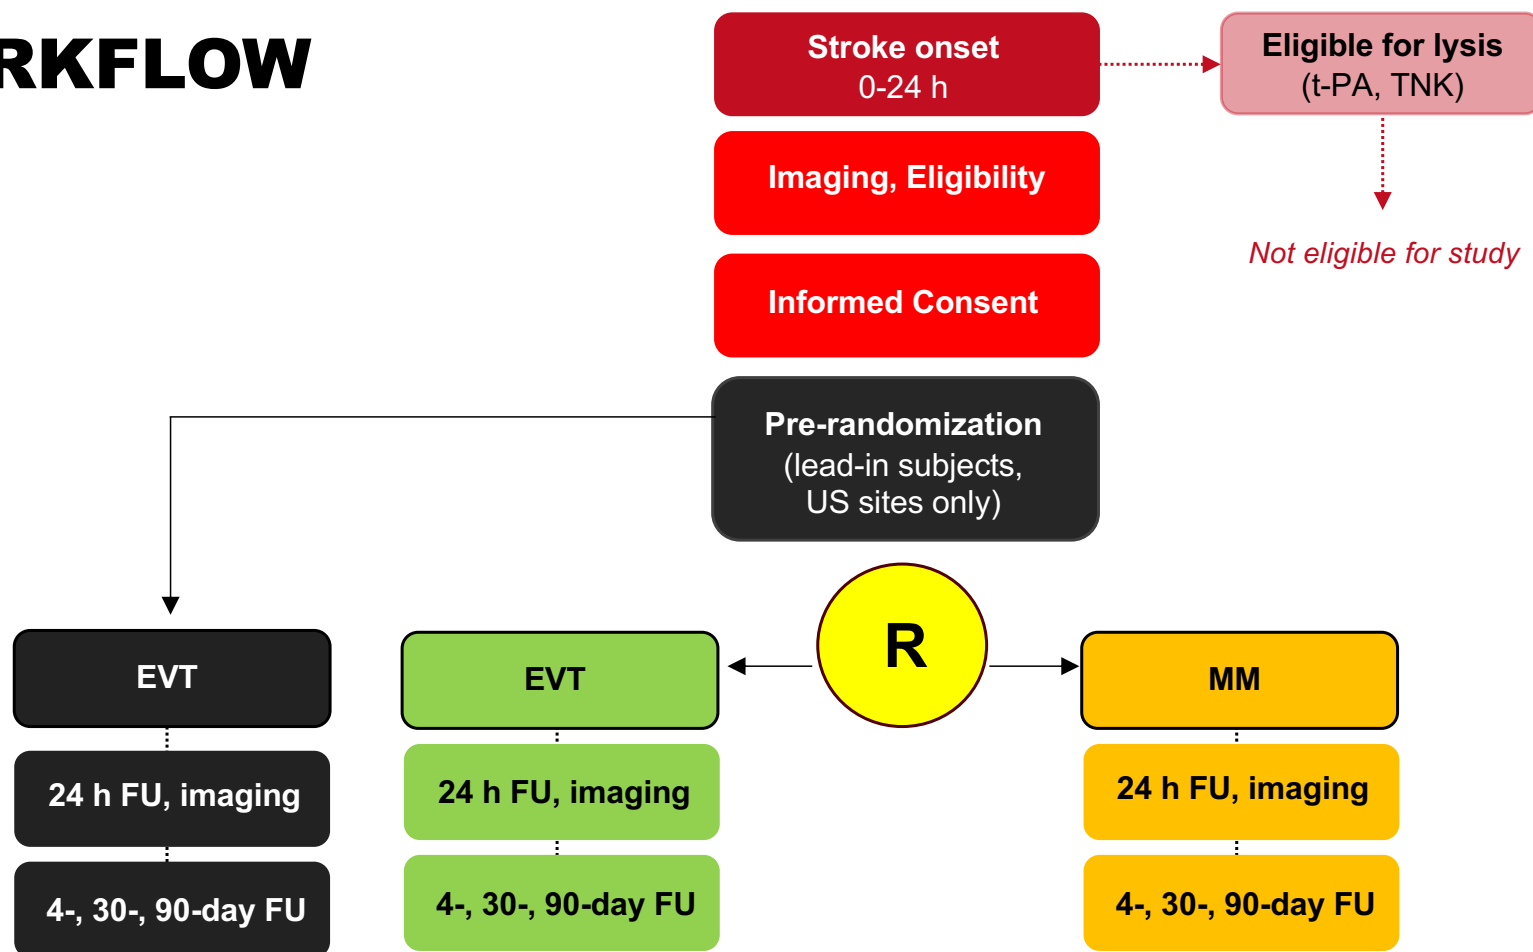 RKFLOW
Stroke onset
0-24 h
Eligible for lysis
(t-PA, TNK)
Imaging, Eligibility
Not eligible for study
Informed Consent
Pre-randomization
(lead-in subjects,
US sites only)
R
EVT
EVT
MM
24 h FU, imaging
24 h FU, imaging
24 h FU, imaging
4-, 30-, 90-day FU
4-, 30-, 90-day FU
4-, 30-, 90-day FU